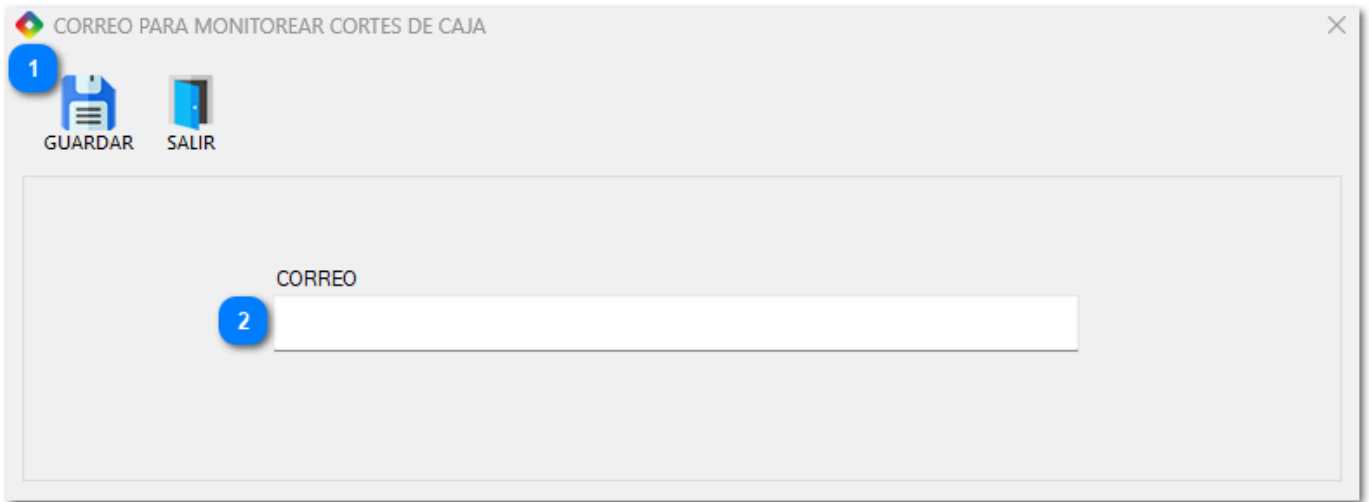 CORREO PARA MONITOREAR CORTES DE CAJA
1
GUARDAR SALIR
CORREO
2